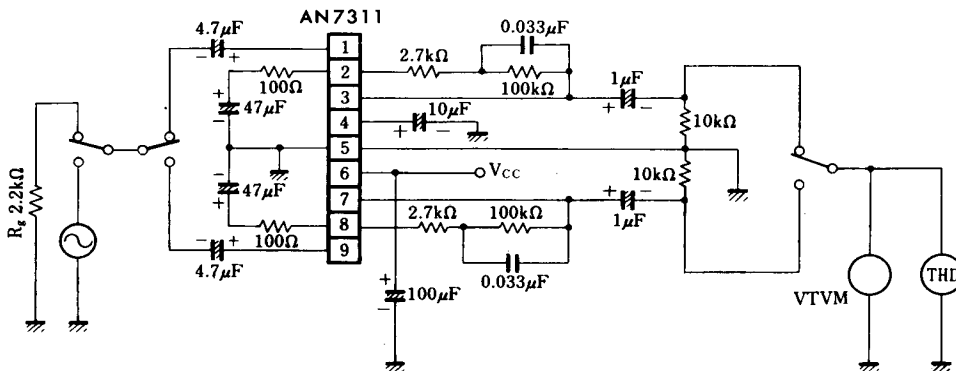 AN7311
4.7μF
- +
1
2
3
4
5
6
7
8
9
100Ω
+
47μF
-
-
47μF
+
100Ω
- +
4.7μF
Rg 2.2kΩ
2.7kΩ
0.033μF
100kΩ
1μF
+ -
10μF
+ -
10kΩ
10kΩ
VCC
+ -
1μF
2.7kΩ
100kΩ
0.033μF
+
100μF
-
VTVM
THD